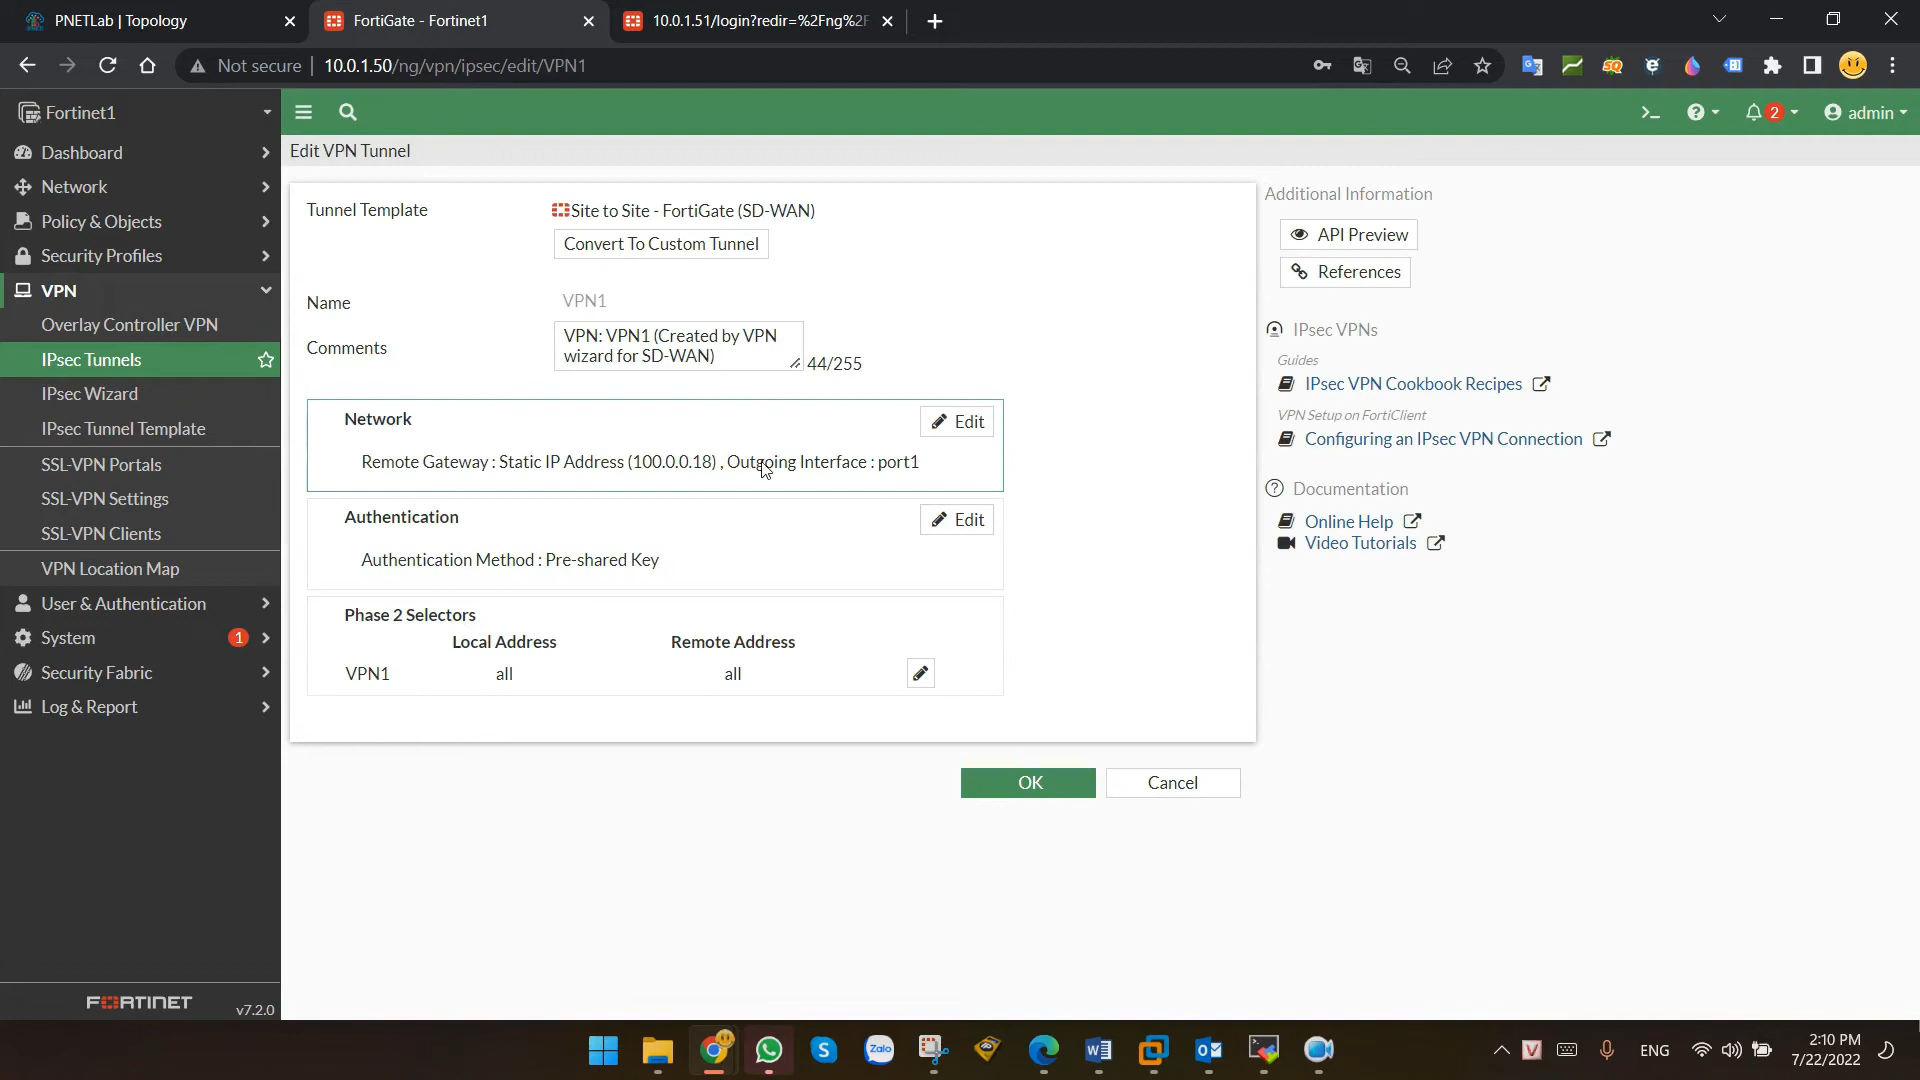 PNETLab | Topology
FortiGate - Fortinet1
10.0.1.51/login?redir=%2Fng%2F
Not secure
10.0.1.50/ng/vpn/ipsec/edit/VPN1
Fortinet1
2
admin
Dashboard
Network
Policy & Objects
Security Profiles
VPN
Overlay Controller VPN
IPsec Tunnels
IPsec Wizard
IPsec Tunnel Template
SSL-VPN Portals
SSL-VPN Settings
SSL-VPN Clients
VPN Location Map
User & Authentication
System 1
Security Fabric
Log & Report
FORTINET v7.2.0
Edit VPN Tunnel
Tunnel Template
Site to Site - FortiGate (SD-WAN)
Convert To Custom Tunnel
Name
VPN1
Comments
VPN: VPN1 (Created by VPN
wizard for SD-WAN)
44/255
Network
Edit
Remote Gateway : Static IP Address (100.0.0.18) , Outgoing Interface : port1
Authentication
Edit
Authentication Method : Pre-shared Key
Phase 2 Selectors
Local Address Remote Address
VPN1 all all
OK
Cancel
Additional Information
API Preview
References
IPsec VPNs
Guides
IPsec VPN Cookbook Recipes
VPN Setup on FortiClient
Configuring an IPsec VPN Connection
Documentation
Online Help
Video Tutorials
Zalo
ENG
2:10 PM
7/22/2022